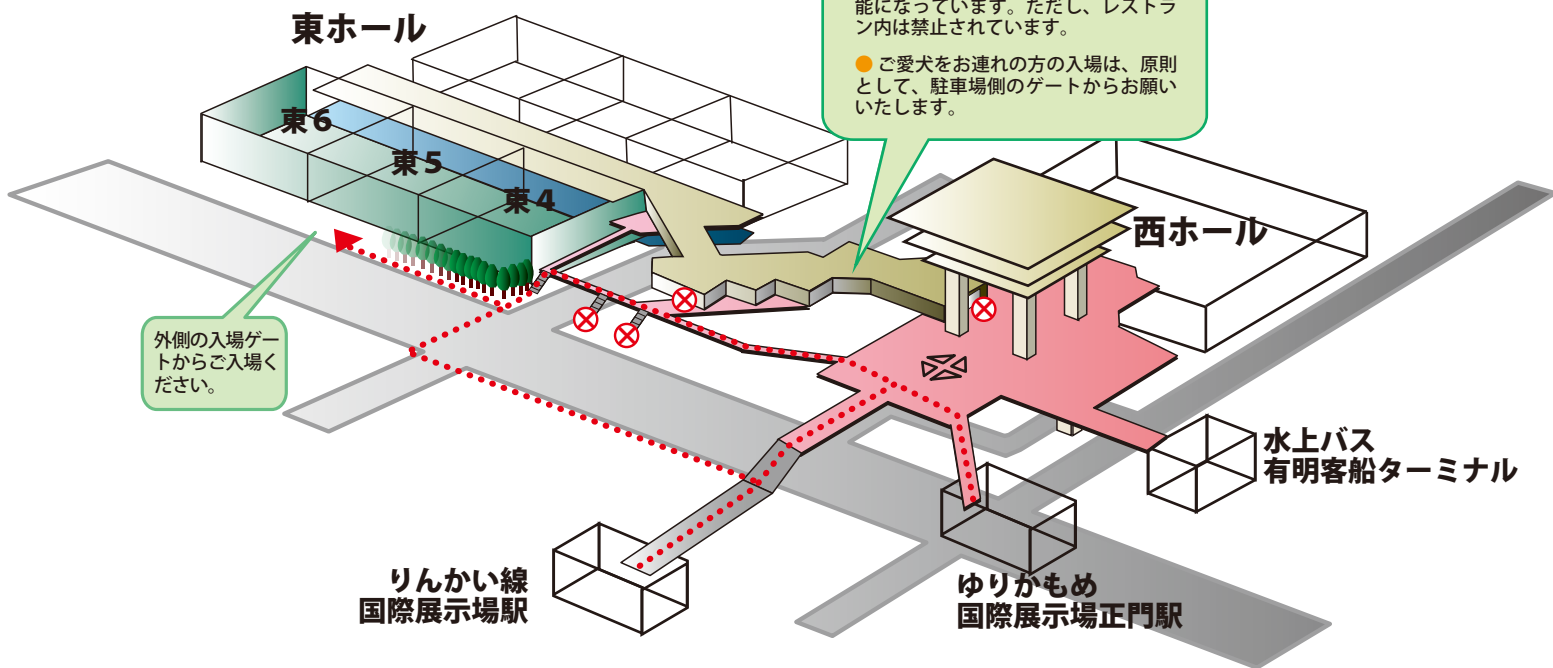 能になっています。ただし、レストラ
ン内は禁止されています。
● ご愛犬をお連れの方の入場は、原則
として、駐車場側のゲートからお願い
いたします。
東ホール
東6
東5
東4
西ホール
外側の入場ゲー
トからご入場く
ださい。
水上バス
有明客船ターミナル
りんかい線
国際展示場駅
ゆりかもめ
国際展示場正門駅